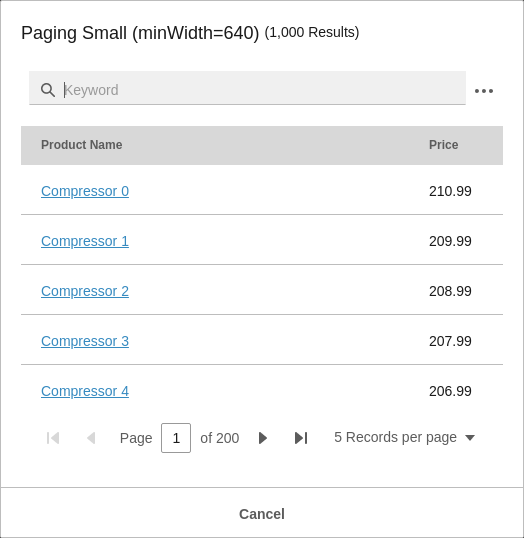 Paging Small (minWidth=640) (1,000 Results)
Keyword
Product Name Price
Compressor 0 210.99
Compressor 1 209.99
Compressor 2 208.99
Compressor 3 207.99
Compressor 4 206.99
Page 1 of 200 5 Records per page
Cancel